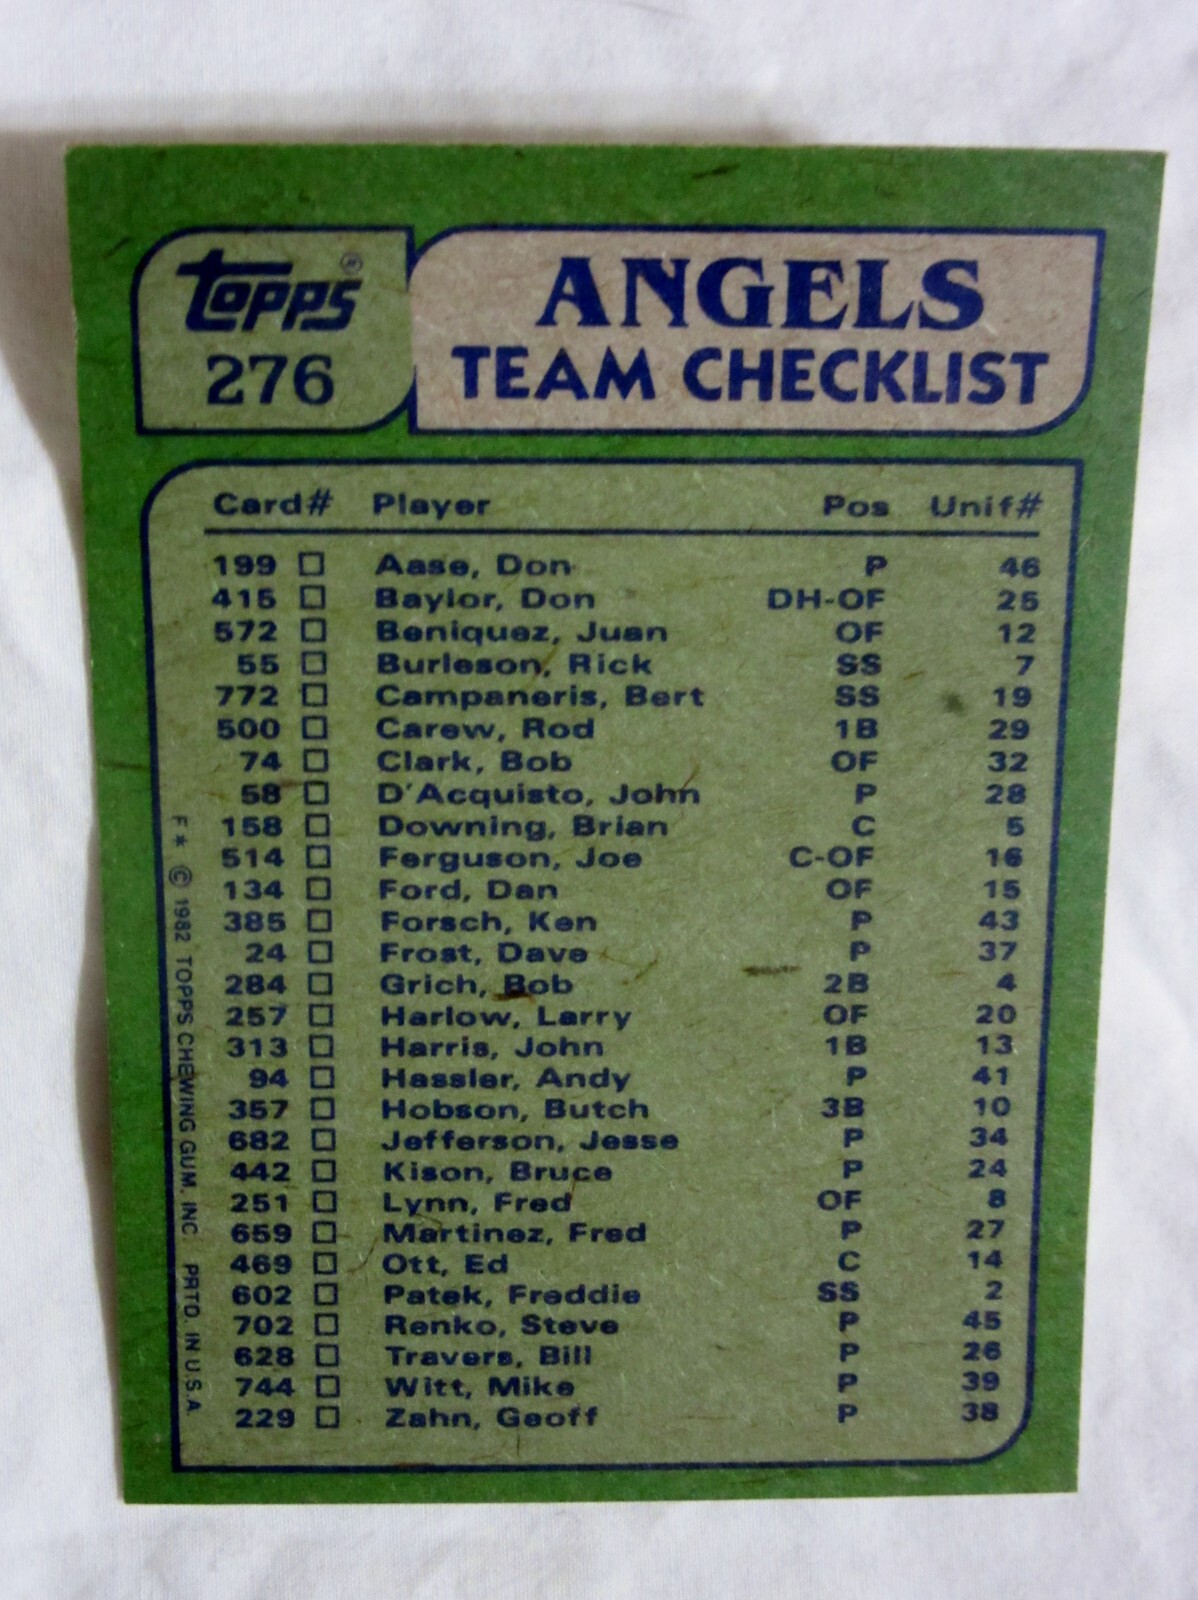 Topps®
276
ANGELS
TEAM CHECKLIST
Card# Player Pos Unif#
199 □ Aase, Don P 46
415 □ Baylor, Don DH-OF 25
572 □ Beniquez, Juan OF 12
55 □ Burleson, Rick SS 7
772 □ Campaneris, Bert SS 19
500 □ Carew, Rod 1B 29
74 □ Clark, Bob OF 32
58 □ D'Acquisto, John P 28
158 □ Downing, Brian C 5
514 □ Ferguson, Joe C-OF 16
134 □ Ford, Dan OF 15
385 □ Forsch, Ken P 43
24 □ Frost, Dave P 37
284 □ Grich, Bob 2B 4
257 □ Harlow, Larry OF 20
313 □ Harris, John 1B 13
94 □ Hassler, Andy P 41
357 □ Hobson, Butch 3B 10
682 □ Jefferson, Jesse P 34
442 □ Kison, Bruce P 24
251 □ Lynn, Fred OF 8
659 □ Martinez, Fred P 27
469 □ Ott, Ed C 14
602 □ Patek, Freddie SS 2
702 □ Renko, Steve P 45
628 □ Travers, Bill P 26
744 □ Witt, Mike P 39
229 □ Zahn, Geoff P 38
F* © 1982 TOPPS CHEWING GUM, INC PRTD. IN U.S.A.